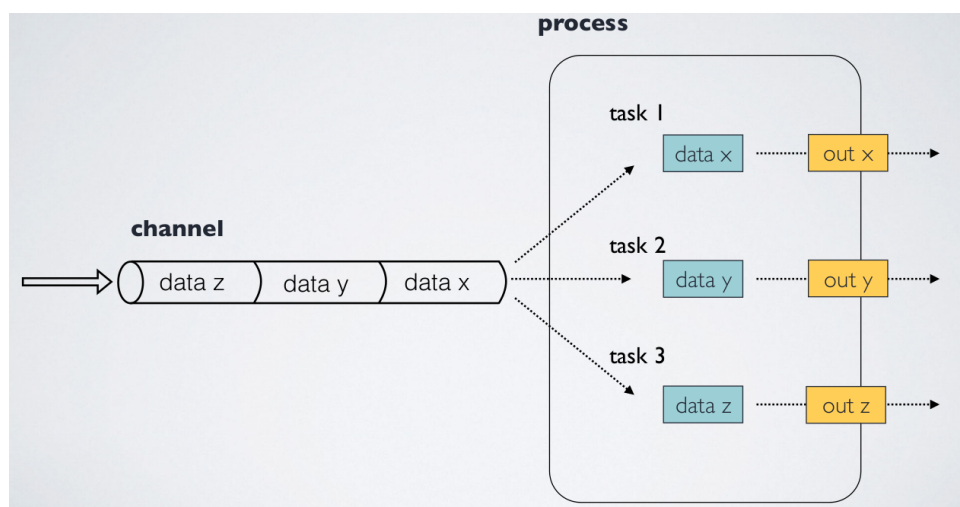 process
task 1
data x
out x
channel
task 2
data z
data y
data x
data y
out y
task 3
data z
out z